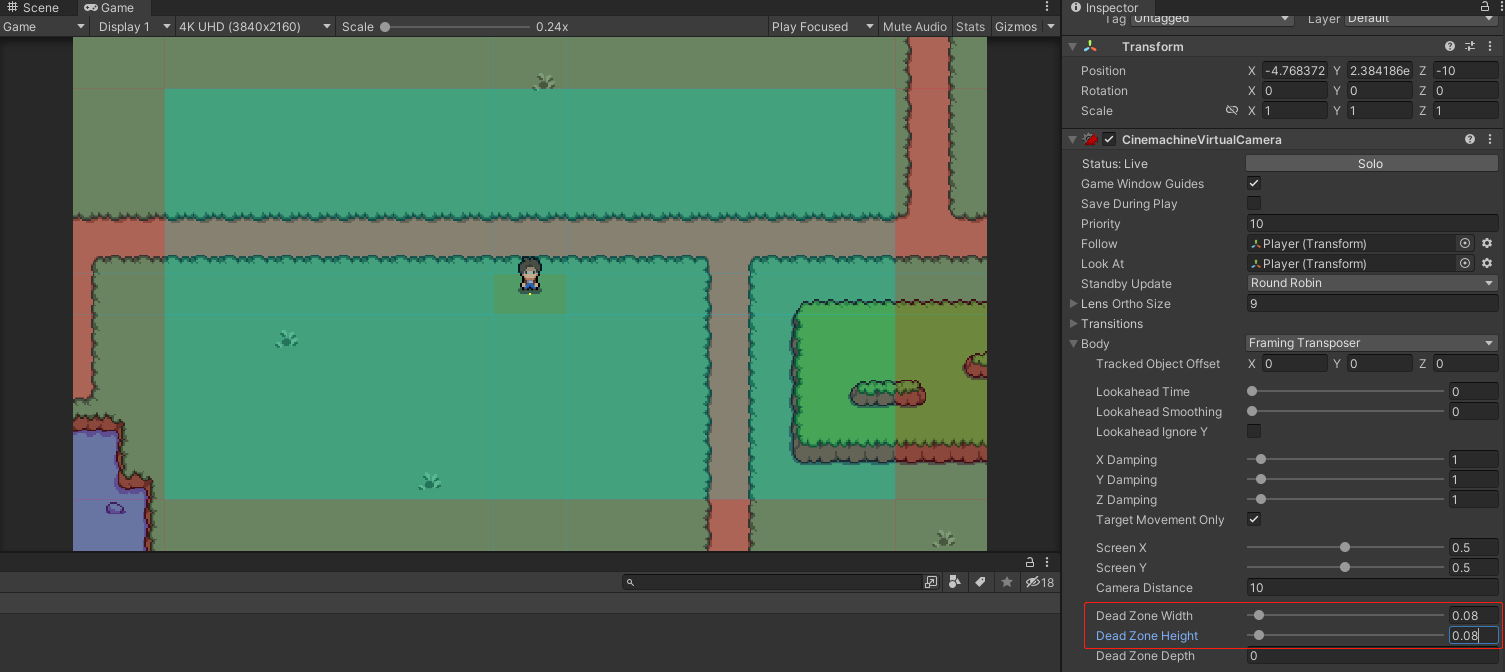 Scene Game
Game Display 1 4K UHD (3840x2160) Scale 0.24x Play Focused Mute Audio Stats Gizmos
18
Inspector
Tag Untagged Layer Default
Transform
Position X -4.768372 Y 2.384186e Z -10
Rotation X 0 Y 0 Z 0
Scale X 1 Y 1 Z 1
CinemachineVirtualCamera
Status: Live Solo
Game Window Guides
Save During Play
Priority 10
Follow Player (Transform)
Look At Player (Transform)
Standby Update Round Robin
Lens Ortho Size 9
Transitions
Body Framing Transposer
Tracked Object Offset X 0 Y 0 Z 0
Lookahead Time 0
Lookahead Smoothing 0
Lookahead Ignore Y
X Damping 1
Y Damping 1
Z Damping 1
Target Movement Only
Screen X 0.5
Screen Y 0.5
Camera Distance 10
Dead Zone Width 0.08
Dead Zone Height 0.08
Dead Zone Depth 0